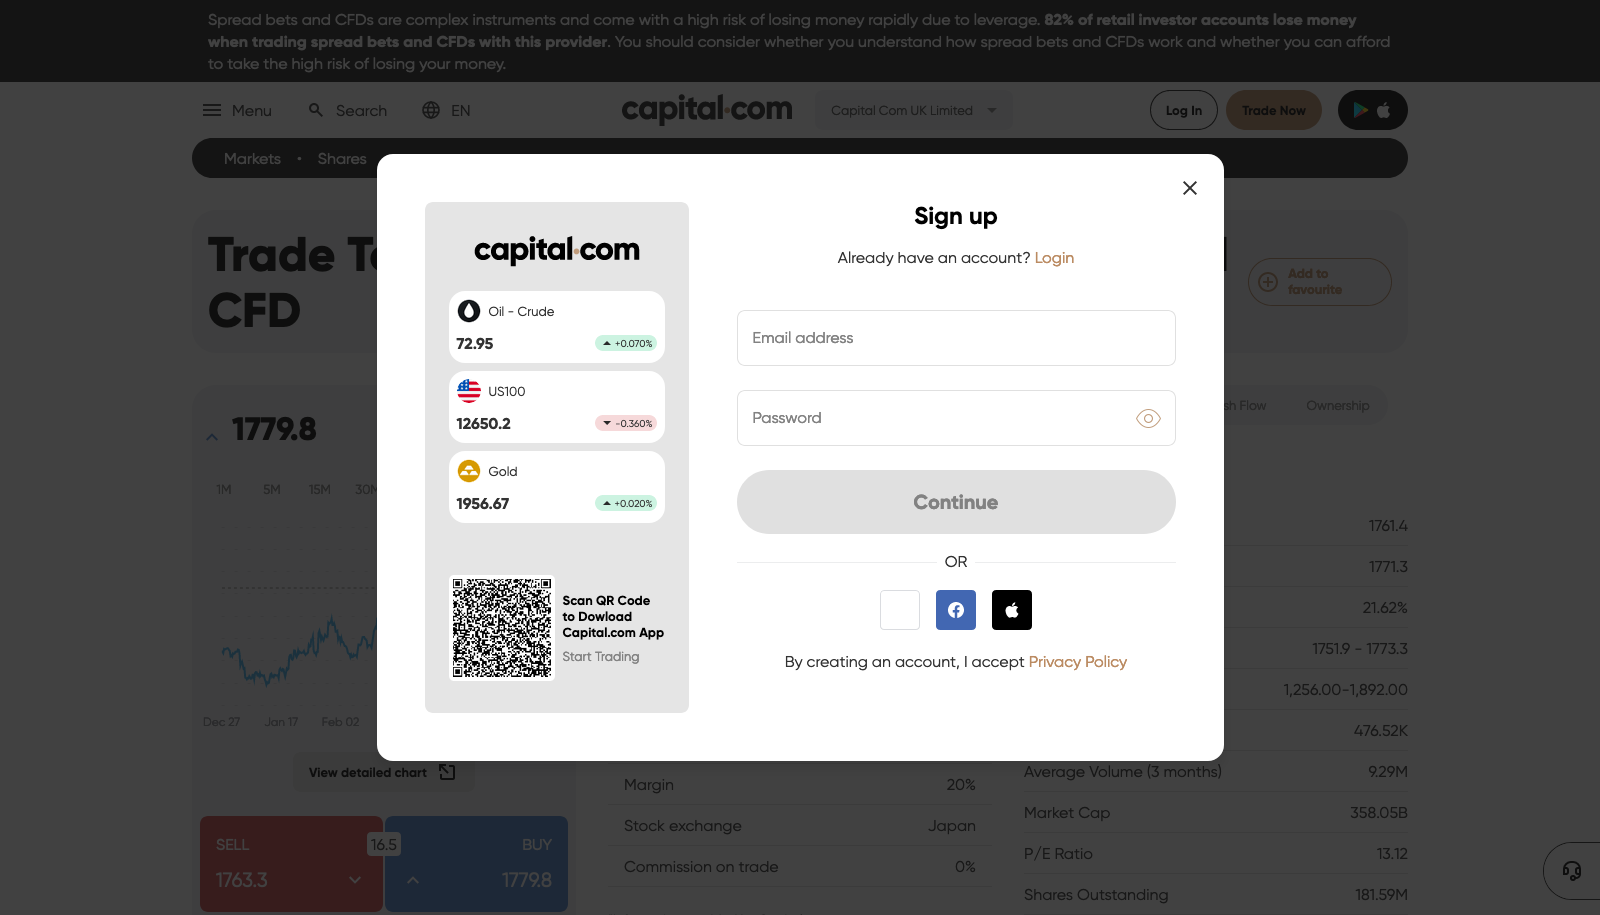 Spread bets and CFDs are complex instruments and come with a high risk of losing money rapidly due to leverage. 82% of retail investor accounts lose money
when trading spread bets and CFDs with this provider. You should consider whether you understand how spread bets and CFDs work and whether you can afford
to take the high risk of losing your money.
Menu Search EN capital.com Capital Com UK Limited Log In Trade Now
Markets • Shares
Trade
CFD
Add to
favourite
1779.8
1M 5M 15M
Flow Ownership
Dec 27 Jan 17 Feb 02
View detailed chart
SELL 16.5 BUY
1763.3 1779.8
capital.com
Oil - Crude
72.95 +0.070%
US100
12650.2 -0.360%
Gold
1956.67 +0.020%
Scan QR Code
to Dowload
Capital.com App
Start Trading
Sign up
Already have an account? Login
Email address
Password
Continue
OR
By creating an account, I accept Privacy Policy
Margin 20%
Stock exchange Japan
Commission on trade 0%
1761.4
1771.3
21.62%
1751.9 - 1773.3
1,256.00-1,892.00
476.52K
Average Volume (3 months) 9.29M
Market Cap 358.05B
P/E Ratio 13.12
Shares Outstanding 181.59M